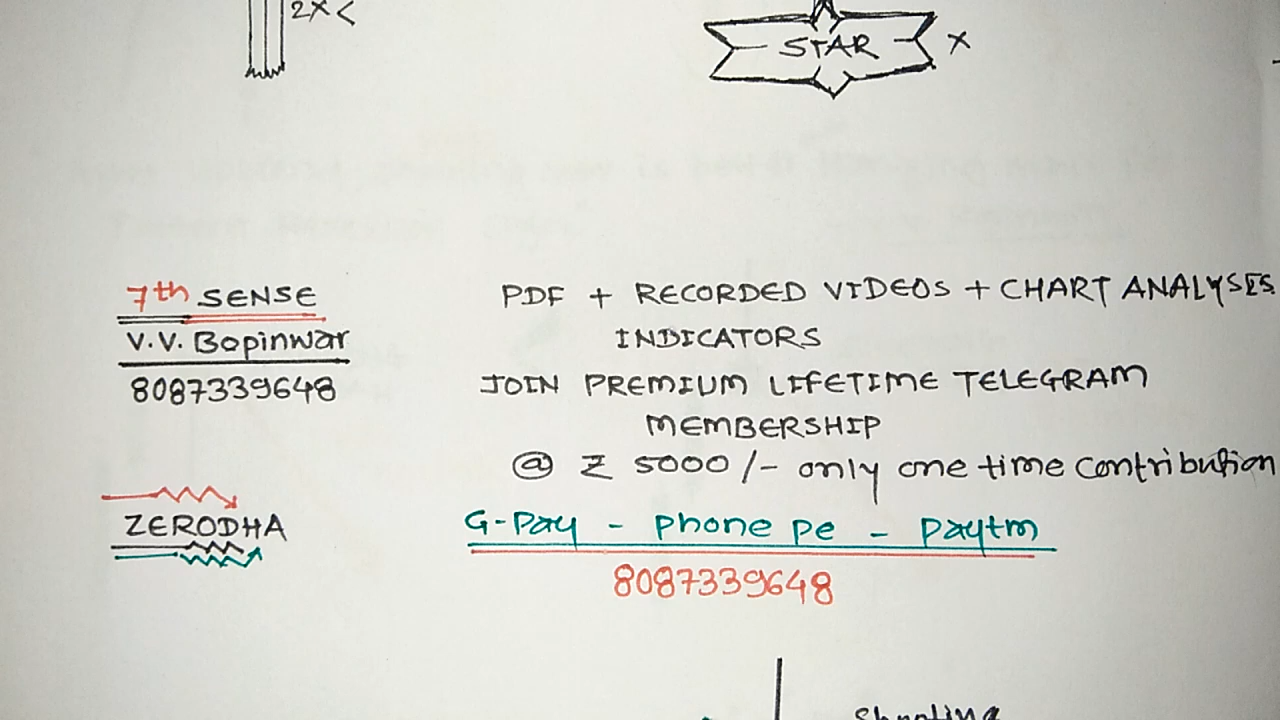 2X <
STAR X
7th SENSE
V.V. Bopinwar
8087339648
PDF + RECORDED VIDEOS + CHART ANALYSES
INDICATORS
JOIN PREMIUM LIFETIME TELEGRAM
MEMBERSHIP
@ ₹ 5000/- only one time contribution
ZERODHA
G-Pay - Phone Pe - Paytm
8087339648
Shooting